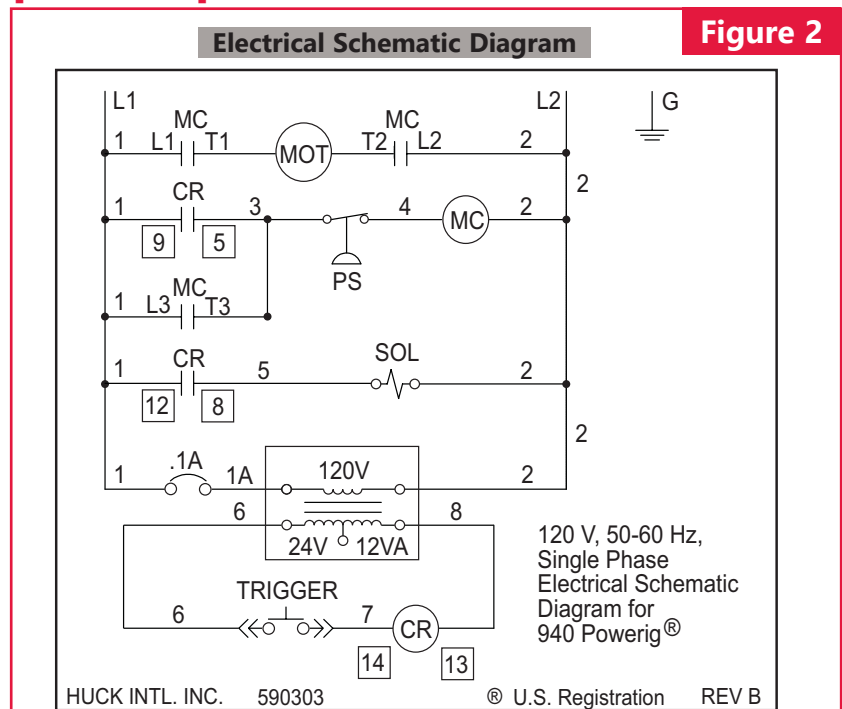 Figure 2
Electrical Schematic Diagram
L1 L2 G
MC MC
1 L1 T1 MOT T2 L2 2
2
CR
1 3 4 MC 2
9 5
PS
MC
1 L3 T3
CR SOL
1 5 2
12 8
2
.1A
1 1A 120V 2
6 8
24V 12VA
120 V, 50-60 Hz,
Single Phase
Electrical Schematic
Diagram for
940 Powerig®
TRIGGER
6 7 CR
14 13
HUCK INTL. INC. 590303 ® U.S. Registration REV B